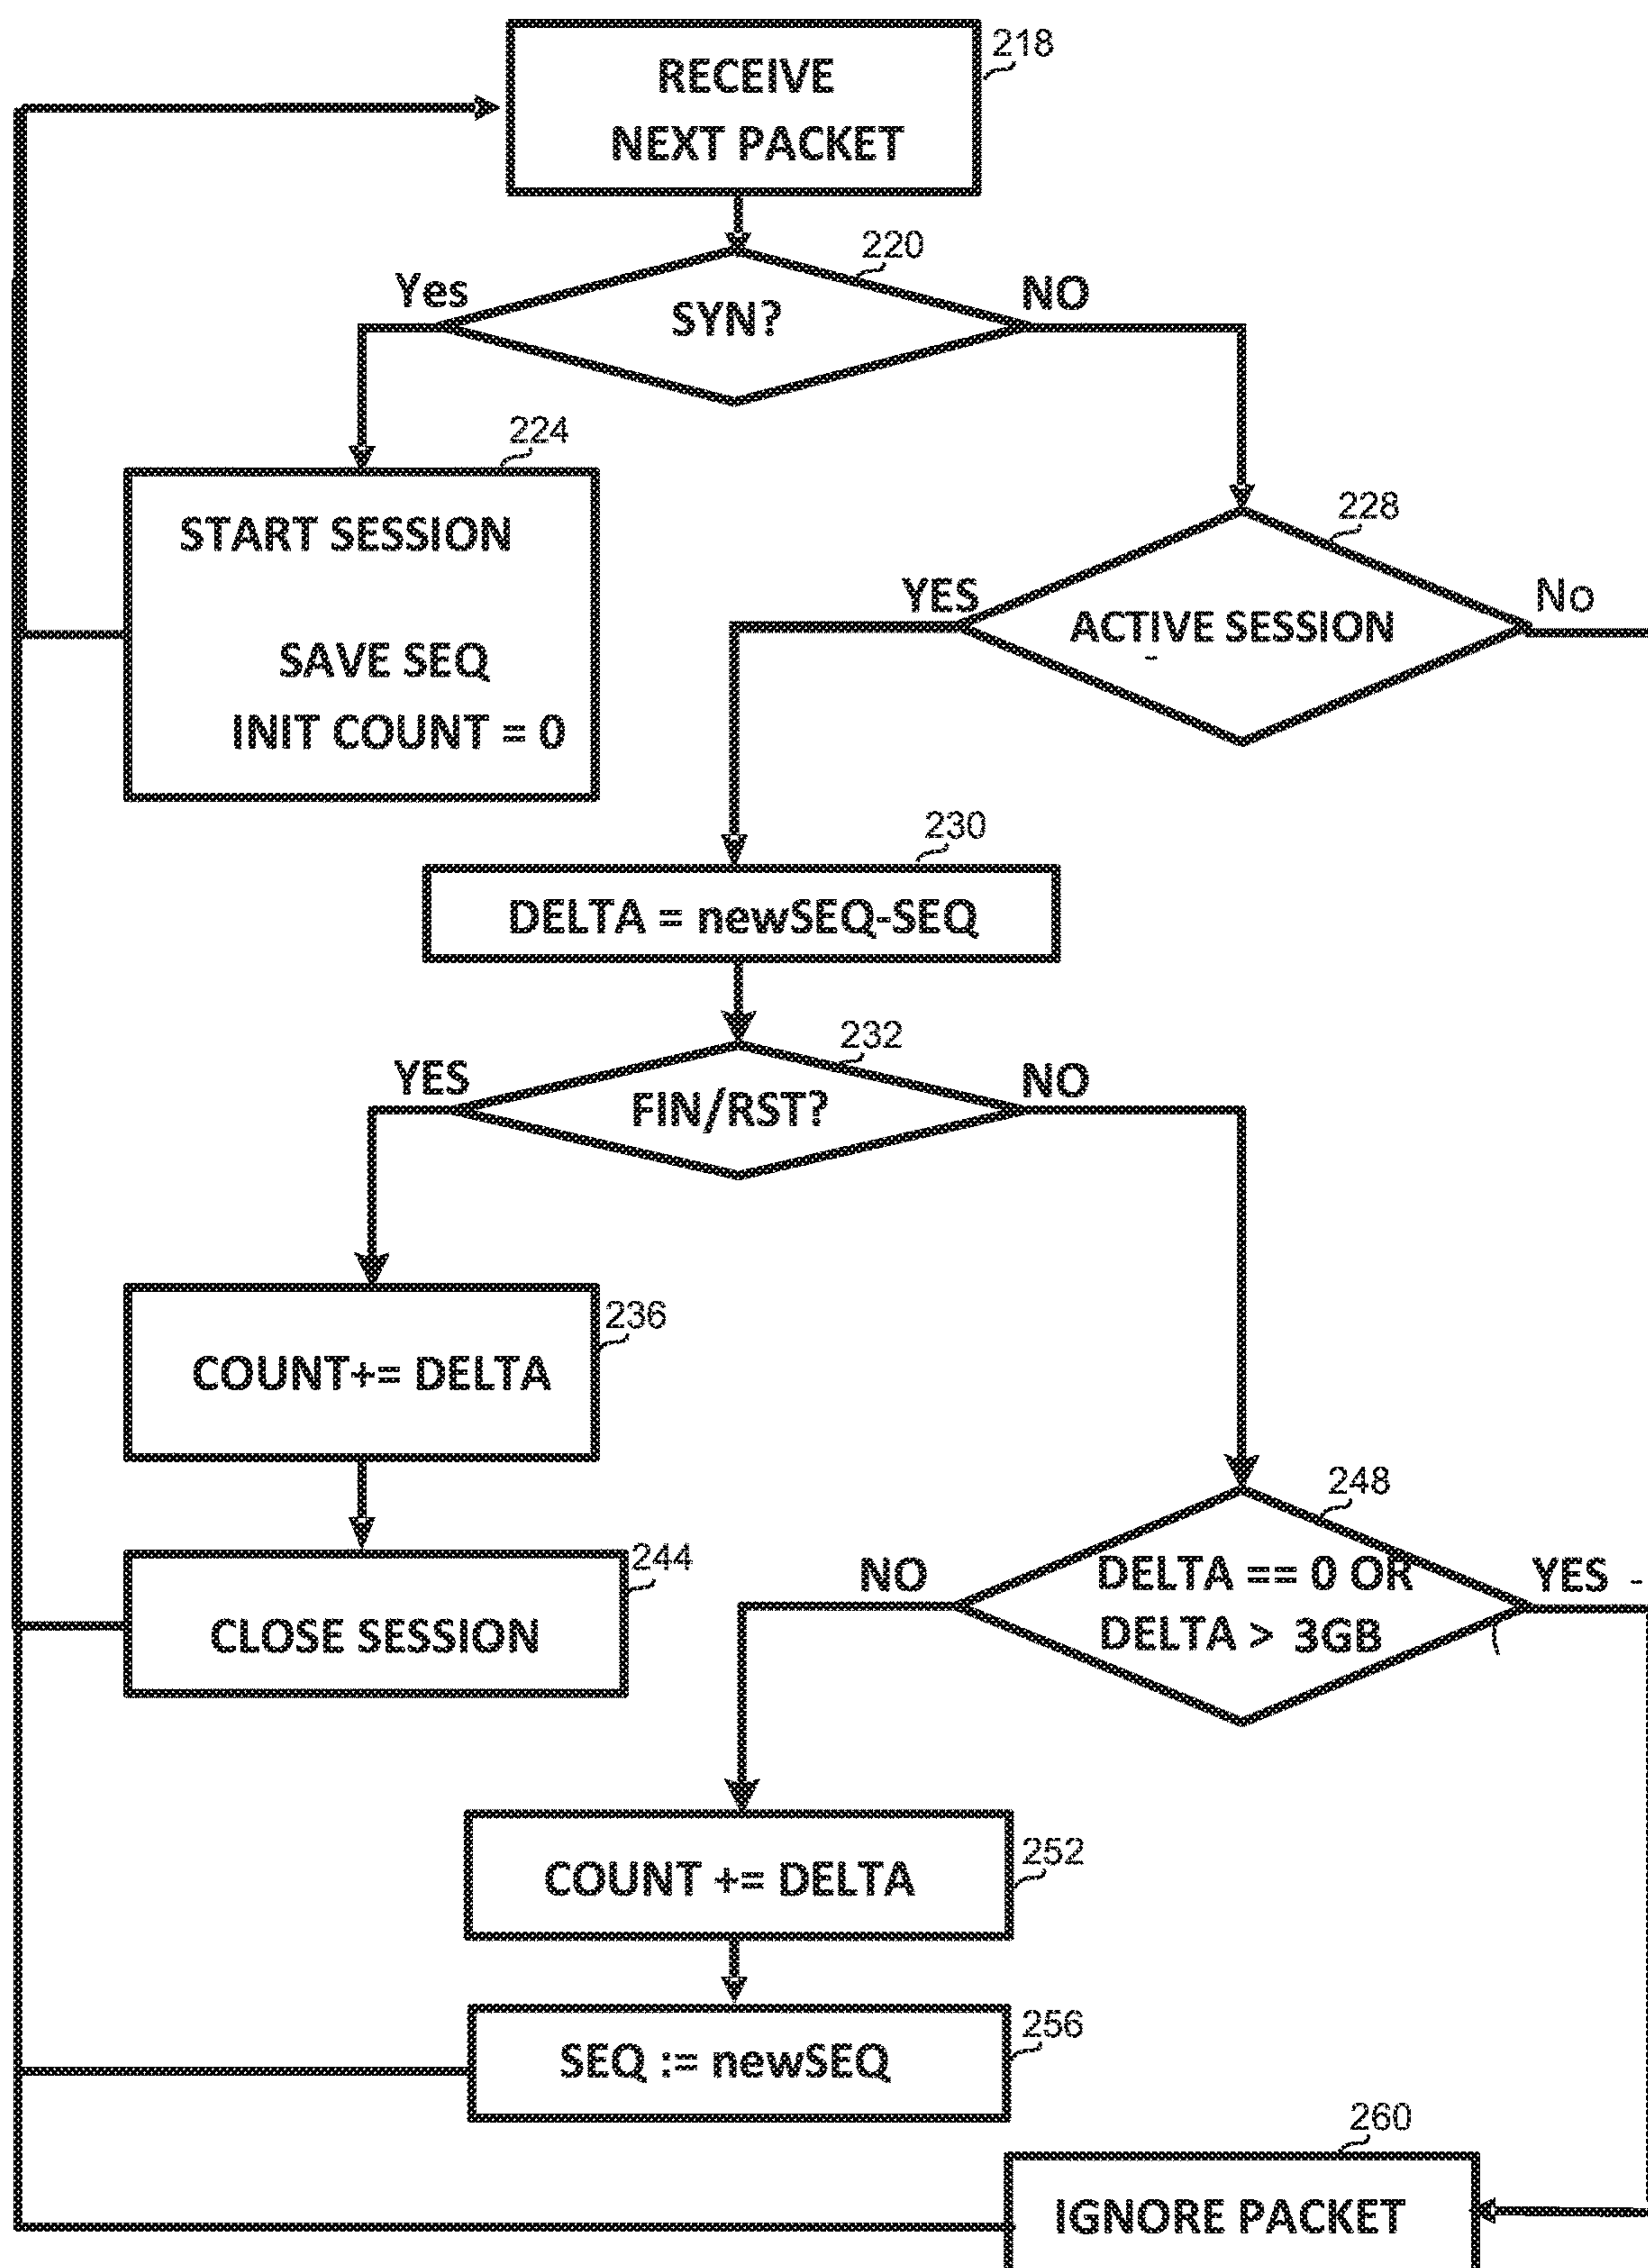 RECEIVE
NEXT PACKET
218
220
Yes
SYN?
NO
224
START SESSION
SAVE SEQ
INIT COUNT = 0
228
YES
ACTIVE SESSION
No
230
DELTA = newSEQ-SEQ
232
YES
FIN/RST?
NO
236
COUNT+= DELTA
244
CLOSE SESSION
248
NO
DELTA == 0 OR
DELTA > 3GB
YES
252
COUNT += DELTA
256
SEQ := newSEQ
260
IGNORE PACKET